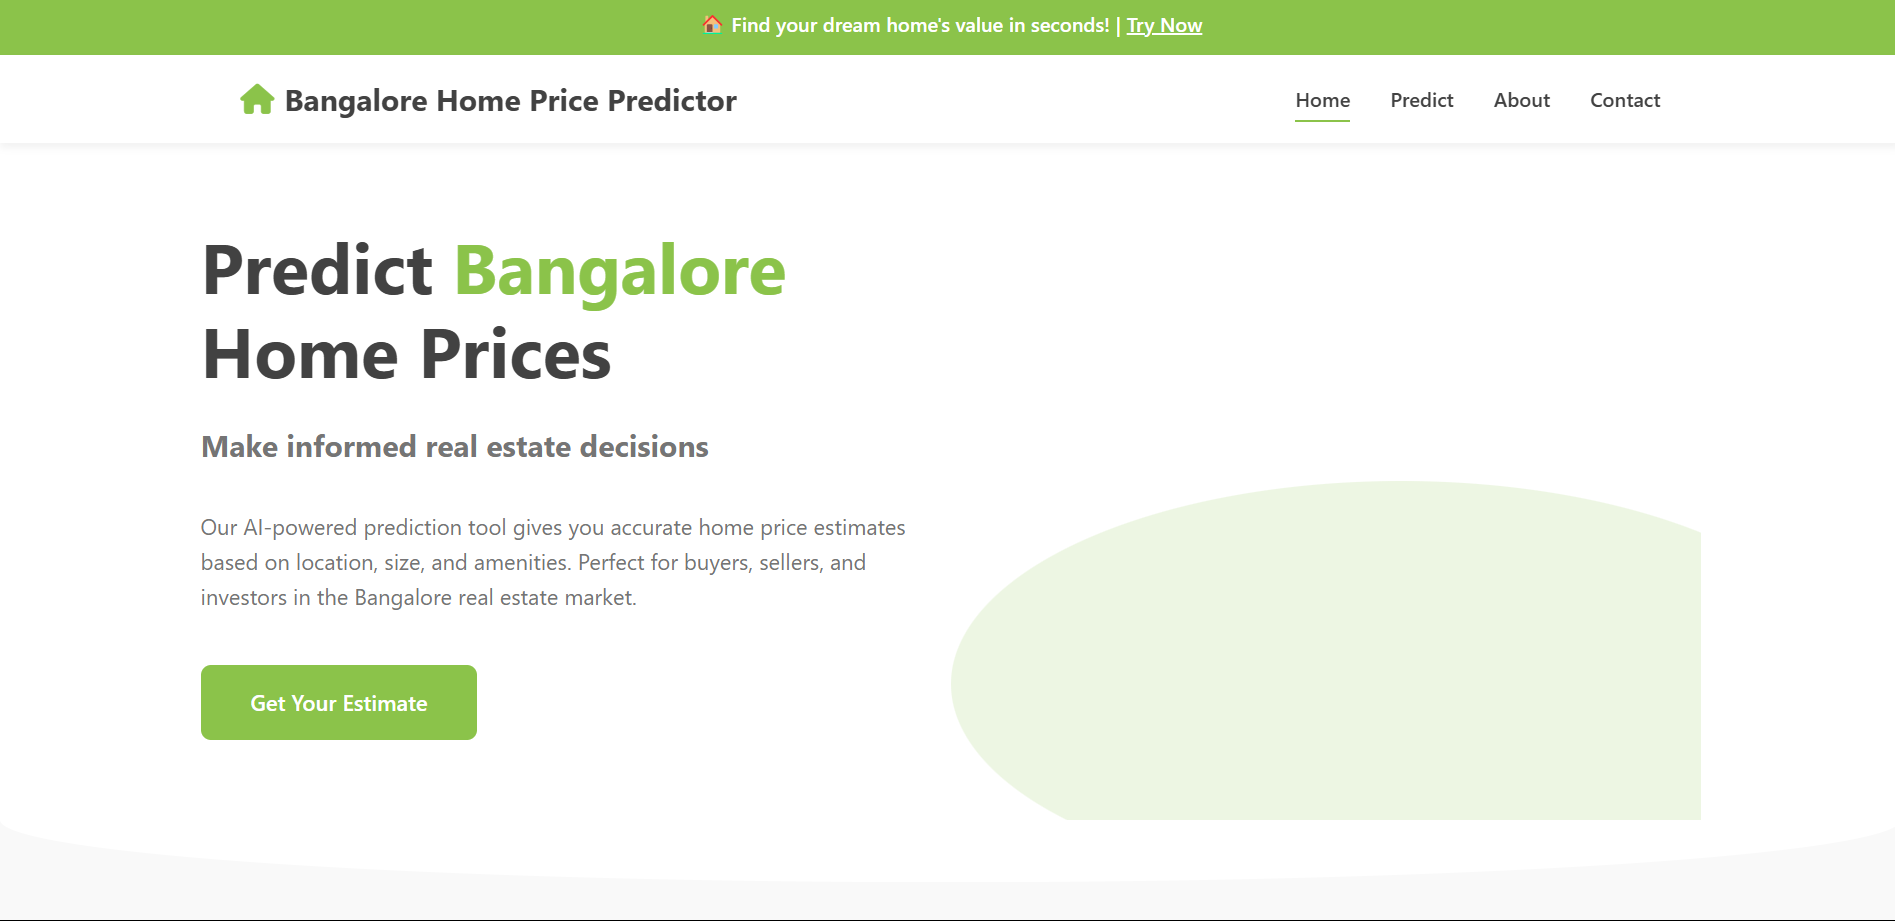 🏠 Find your dream home's value in seconds! | Try Now
Bangalore Home Price Predictor
Home Predict About Contact
Predict Bangalore
Home Prices
Make informed real estate decisions
Our AI-powered prediction tool gives you accurate home price estimates
based on location, size, and amenities. Perfect for buyers, sellers, and
investors in the Bangalore real estate market.
Get Your Estimate